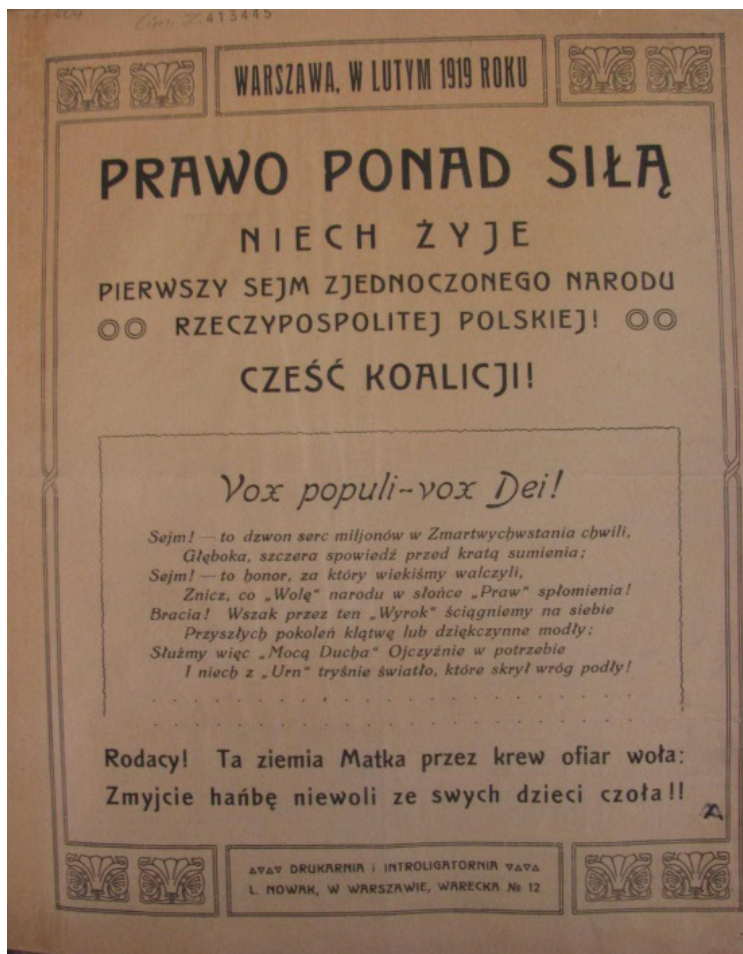 413445
WARSZAWA, W LUTYM 1919 ROKU
PRAWO PONAD SIŁĄ
NIECH ŻYJE
PIERWSZY SEJM ZJEDNOCZONEGO NARODU
RZECZYPOSPOLITEJ POLSKIEJ!
CZEŚĆ KOALICJI!
Vox populi-vox Dei!
Sejm! — to dzwon serc miljonów w Zmartwychwstania chwili,
Głęboka, szczera spowiedź przed kratą sumienia;
Sejm! — to honor, za który wiekiśmy walczyli,
Znicz, co „Wolę“ narodu w słońce „Praw“ spłomienia!
Bracia! Wszak przez ten „Wyrok“ ściągniemy na siebie
Przyszłych pokoleń klątwę lub dziękczynne modły;
Służmy więc „Mocą Ducha“ Ojczyźnie w potrzebie
I niech z „Urn“ tryśnie światło, które skrył wróg podły!
Rodacy! Ta ziemia Matka przez krew ofiar woła:
Zmyjcie hańbę niewoli ze swych dzieci czoła!!
DRUKARNIA i INTROLIGATORNIA
L. NOWAK, W WARSZAWIE, WARECKA № 12